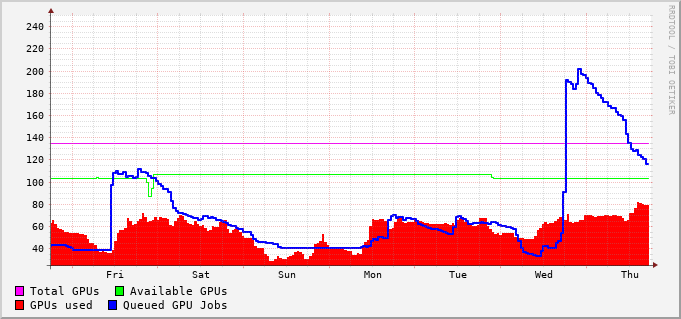 RRDTOOL / TOBI OETIKER
240
220
200
180
160
140
120
100
80
60
40
Fri Sat Sun Mon Tue Wed Thu
Total GPUs Available GPUs
GPUs used Queued GPU Jobs